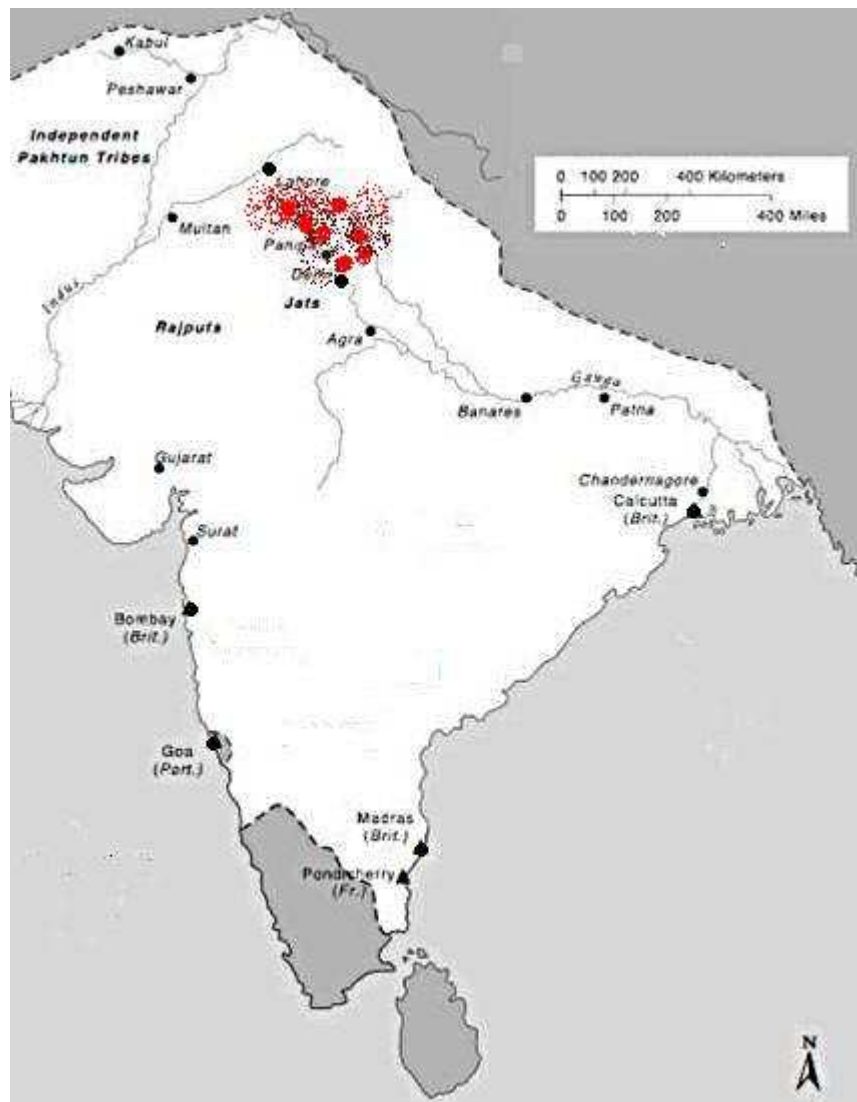 Kabul
Peshawar
Independent
Pakhtun Tribes
0 100 200 400 Kilometers
0 100 200 400 Miles
Lahore
Multan
Indus
Jats
Rajputs
Agra
Ganga
Banares
Patna
Gujarat
Chandernagore
Calcutta
(Brit.)
Surat
Bombay
(Brit.)
Goa
(Port.)
Madras
(Brit.)
Pondicherry
(Fr.)
N